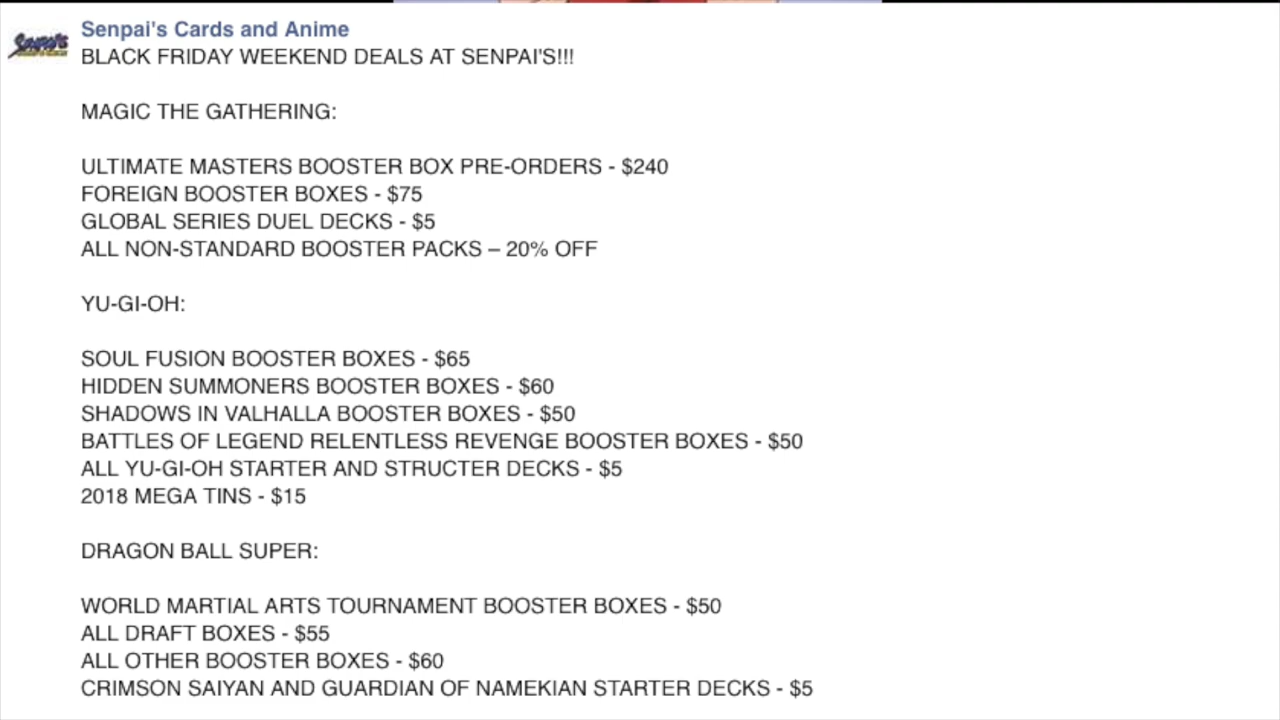 Senpai's
Senpai's Cards and Anime
BLACK FRIDAY WEEKEND DEALS AT SENPAI'S!!!
MAGIC THE GATHERING:
ULTIMATE MASTERS BOOSTER BOX PRE-ORDERS - $240
FOREIGN BOOSTER BOXES - $75
GLOBAL SERIES DUEL DECKS - $5
ALL NON-STANDARD BOOSTER PACKS – 20% OFF
YU-GI-OH:
SOUL FUSION BOOSTER BOXES - $65
HIDDEN SUMMONERS BOOSTER BOXES - $60
SHADOWS IN VALHALLA BOOSTER BOXES - $50
BATTLES OF LEGEND RELENTLESS REVENGE BOOSTER BOXES - $50
ALL YU-GI-OH STARTER AND STRUCTER DECKS - $5
2018 MEGA TINS - $15
DRAGON BALL SUPER:
WORLD MARTIAL ARTS TOURNAMENT BOOSTER BOXES - $50
ALL DRAFT BOXES - $55
ALL OTHER BOOSTER BOXES - $60
CRIMSON SAIYAN AND GUARDIAN OF NAMEKIAN STARTER DECKS - $5